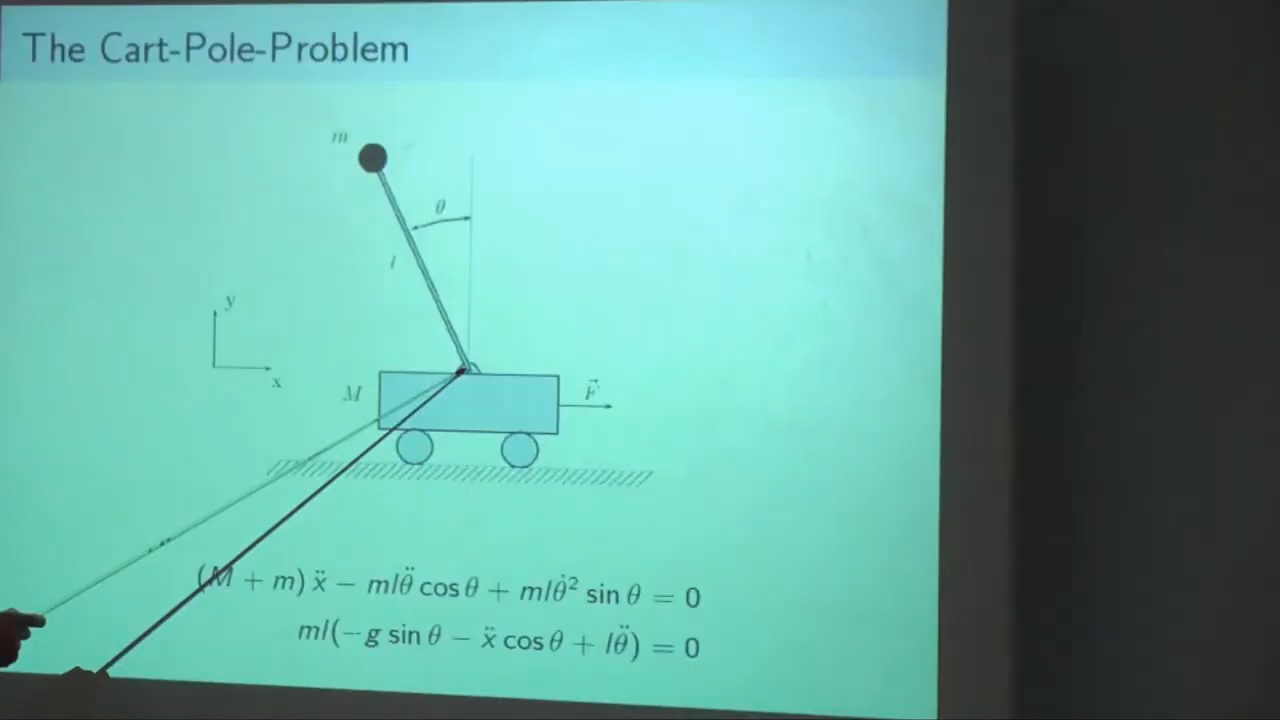 The Cart-Pole-Problem
m
θ
l
y
x
M
F⃗
(M + m) ẍ − mlθ̈ cos θ + mlθ̇² sin θ = 0
ml(−g sin θ − ẍ cos θ + lθ̈) = 0